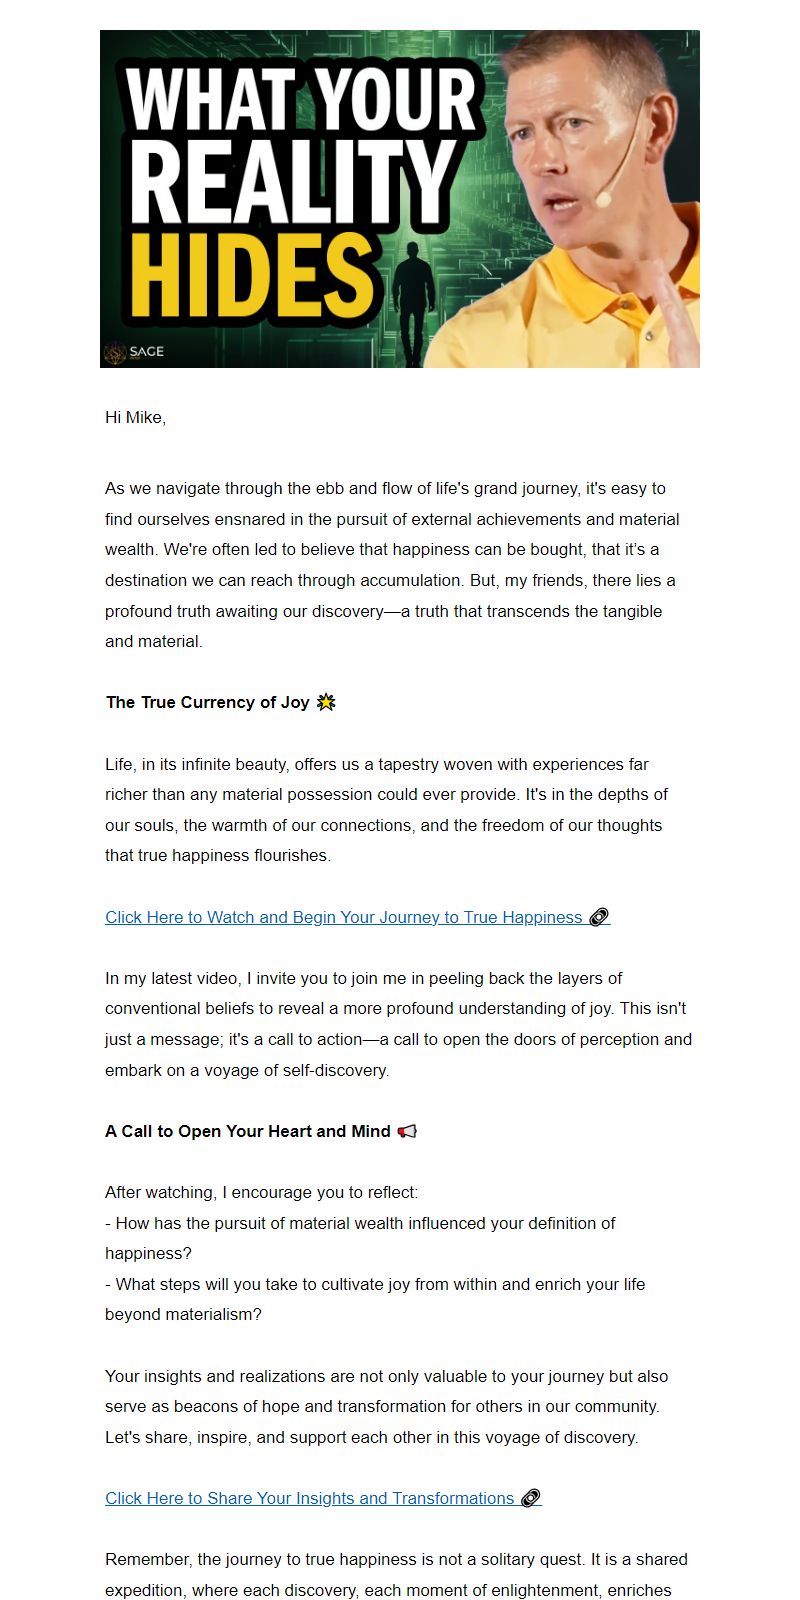 WHAT YOUR
REALITY
HIDES
SAGE
Hi Mike,
As we navigate through the ebb and flow of life's grand journey, it's easy to
find ourselves ensnared in the pursuit of external achievements and material
wealth. We're often led to believe that happiness can be bought, that it’s a
destination we can reach through accumulation. But, my friends, there lies a
profound truth awaiting our discovery—a truth that transcends the tangible
and material.
The True Currency of Joy 🌟
Life, in its infinite beauty, offers us a tapestry woven with experiences far
richer than any material possession could ever provide. It's in the depths of
our souls, the warmth of our connections, and the freedom of our thoughts
that true happiness flourishes.
Click Here to Watch and Begin Your Journey to True Happiness 🔗
In my latest video, I invite you to join me in peeling back the layers of
conventional beliefs to reveal a more profound understanding of joy. This isn't
just a message; it's a call to action—a call to open the doors of perception and
embark on a voyage of self-discovery.
A Call to Open Your Heart and Mind 📢
After watching, I encourage you to reflect:
- How has the pursuit of material wealth influenced your definition of
happiness?
- What steps will you take to cultivate joy from within and enrich your life
beyond materialism?
Your insights and realizations are not only valuable to your journey but also
serve as beacons of hope and transformation for others in our community.
Let's share, inspire, and support each other in this voyage of discovery.
Click Here to Share Your Insights and Transformations 🔗
Remember, the journey to true happiness is not a solitary quest. It is a shared
expedition, where each discovery, each moment of enlightenment, enriches